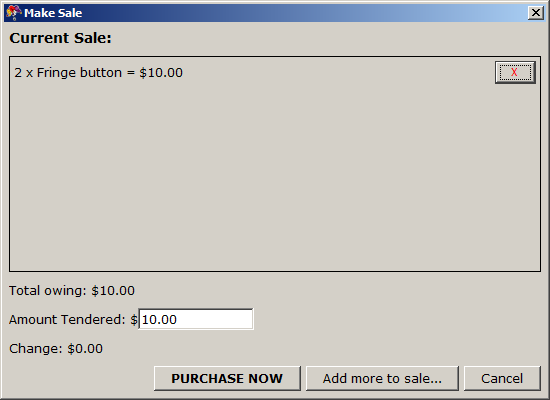 Make Sale
Current Sale:
2 x Fringe button = $10.00
X
Total owing: $10.00
Amount Tendered: $10.00
Change: $0.00
PURCHASE NOW
Add more to sale...
Cancel